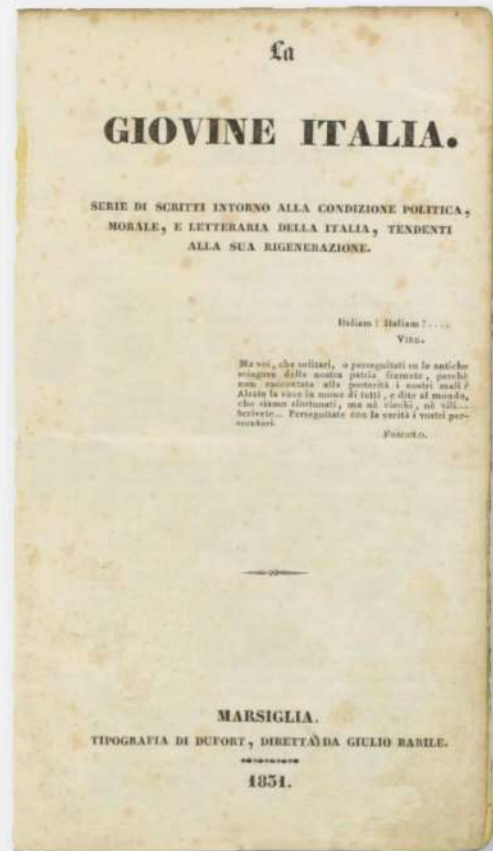 La
GIOVINE ITALIA.
SERIE DI SCRITTI INTORNO ALLA CONDIZIONE POLITICA,
MORALE, E LETTERARIA DELLA ITALIA, TENDENTI
ALLA SUA RIGENERAZIONE.
Italiam! Italiam!....
VIRG.
Ma voi, che solitari, o perseguitati su le antiche
sciagure della nostra patria fremete, perchè
non raccontate alla posterità i nostri mali?
Alzate la voce in nome di tutti, e dite al mondo,
che siamo sfortunati, ma nè ciechi, nè vili...
Scrivete... Perseguitate con la verità i vostri per-
secutori.
FOSCOLO.
MARSIGLIA.
TIPOGRAFIA DI DUFORT, DIRETTA DA GIULIO BARILE.
1831.